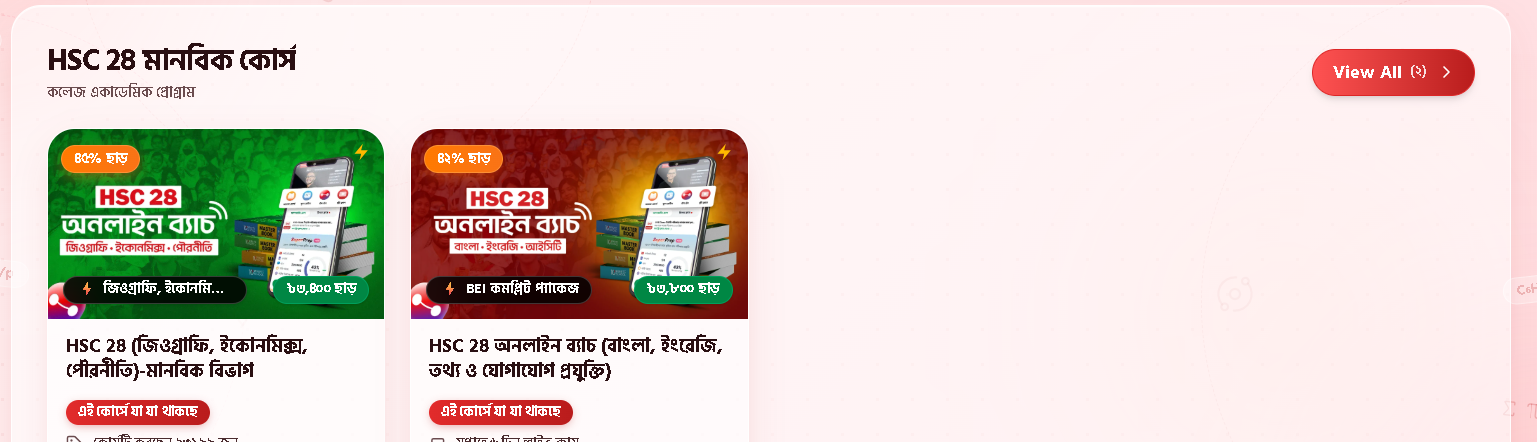 HSC 28 মানবিক কোর্স
কলেজ একাডেমিক প্রোগ্রাম
View All (২)
৪৫% ছাড়
HSC 28
অনলাইন ব্যাচ
জিওগ্রাফি • ইকোনমিক্স • পৌরনীতি
জিওগ্রাফি, ইকোনমি...
৳৩,৪০০ ছাড়
HSC 28 (জিওগ্রাফি, ইকোনমিক্স,
পৌরনীতি)-মানবিক বিভাগ
এই কোর্সে যা যা থাকছে
৪২% ছাড়
HSC 28
অনলাইন ব্যাচ
বাংলা • ইংরেজি • আইসিটি
BEI কমপ্লিট প্যাকেজ
৳৩,৮০০ ছাড়
HSC 28 অনলাইন ব্যাচ (বাংলা, ইংরেজি,
তথ্য ও যোগাযোগ প্রযুক্তি)
এই কোর্সে যা যা থাকছে